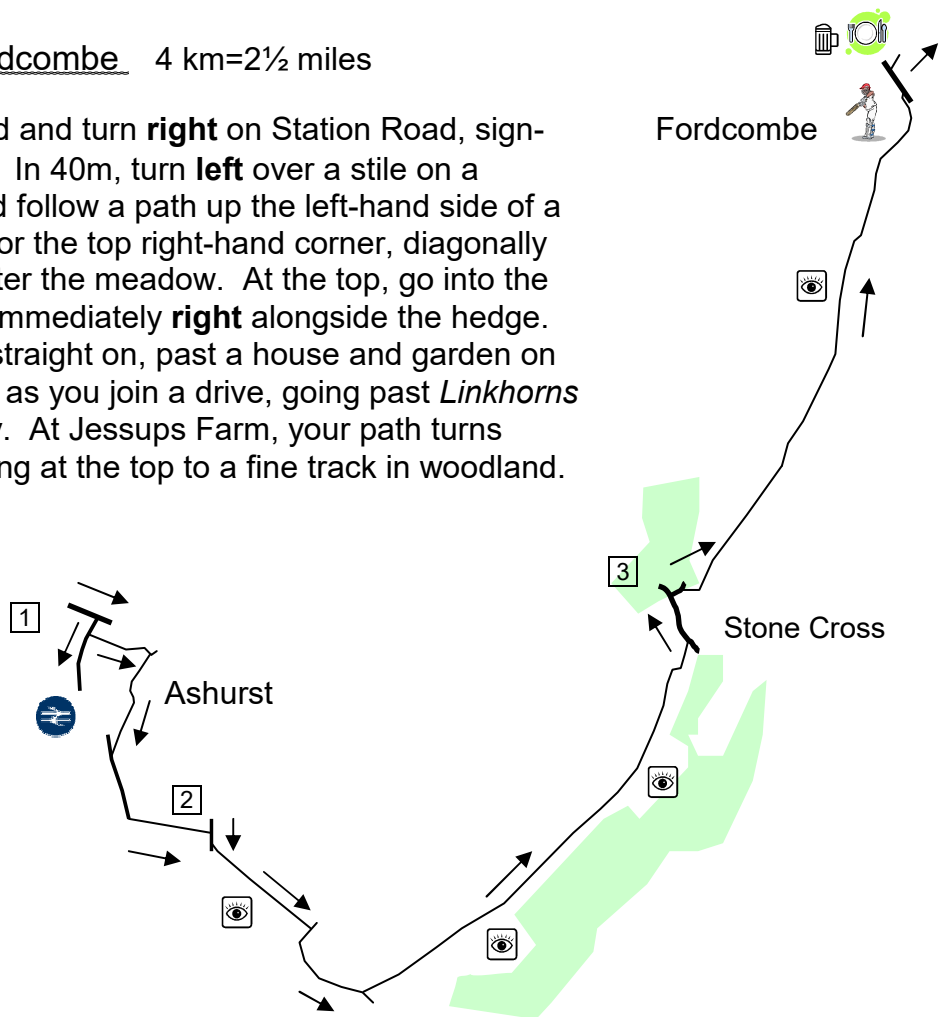 dcombe 4 km=2½ miles
d and turn right on Station Road, sign-
In 40m, turn left over a stile on a
d follow a path up the left-hand side of a
or the top right-hand corner, diagonally
ter the meadow. At the top, go into the
mmediately right alongside the hedge.
straight on, past a house and garden on
as you join a drive, going past Linkhorns
. At Jessups Farm, your path turns
ng at the top to a fine track in woodland.
Fordcombe
3
Stone Cross
1
Ashurst
2